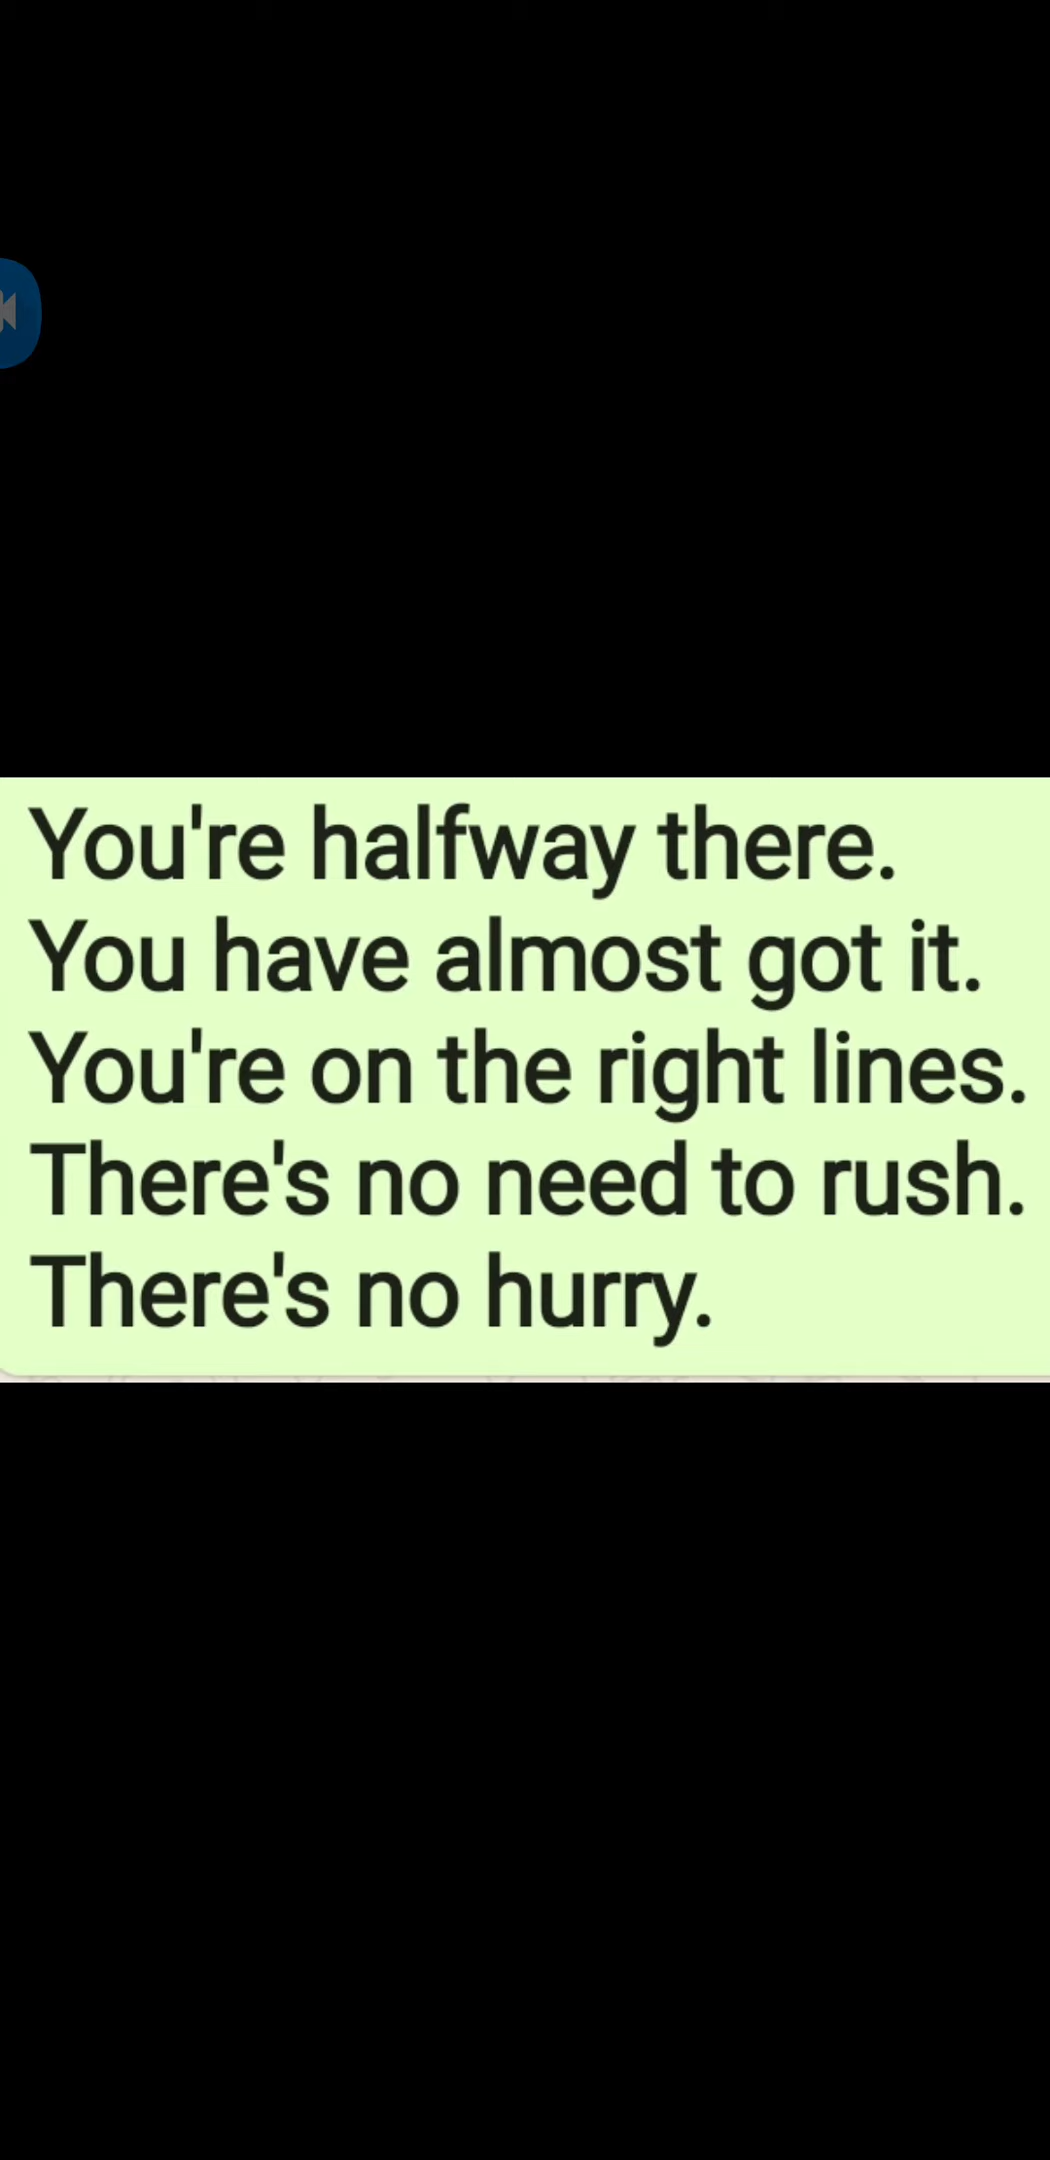 You're halfway there.
You have almost got it.
You're on the right lines.
There's no need to rush.
There's no hurry.